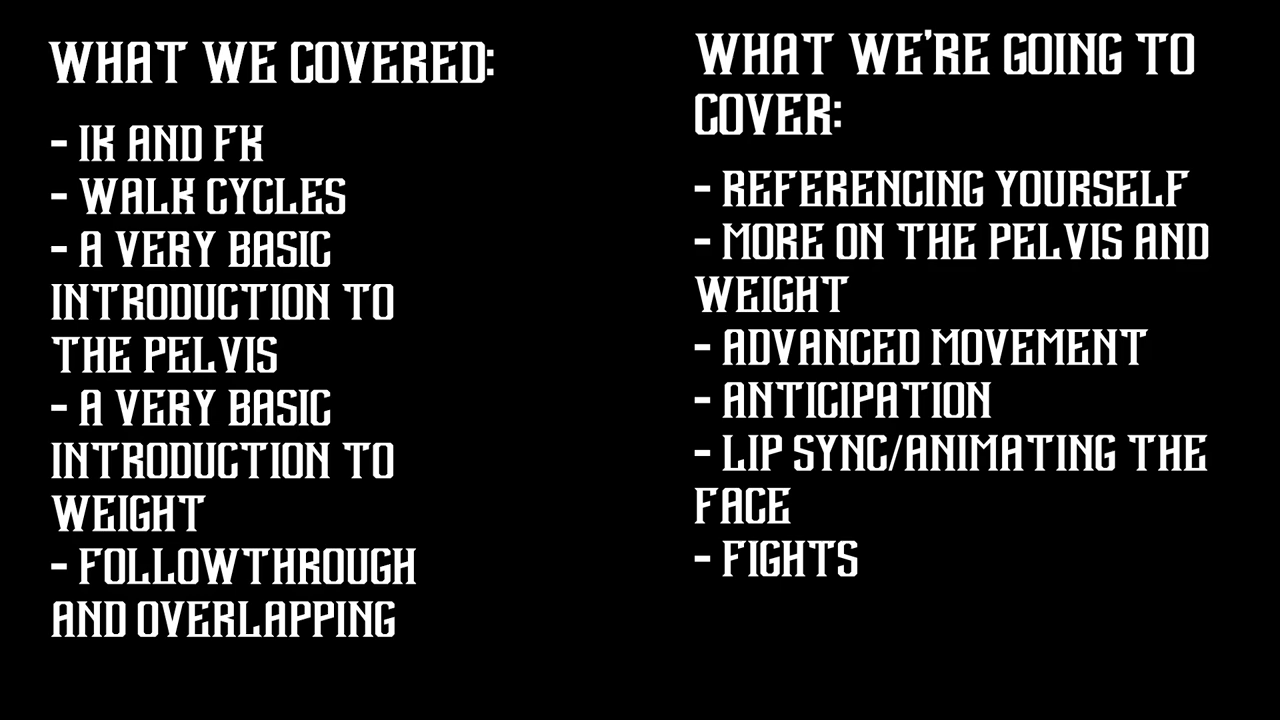 WHAT WE COVERED:
- IK AND FK
- WALK CYCLES
- A VERY BASIC
INTRODUCTION TO
THE PELVIS
- A VERY BASIC
INTRODUCTION TO
WEIGHT
- FOLLOWTHROUGH
AND OVERLAPPING
WHAT WE'RE GOING TO
COVER:
- REFERENCING YOURSELF
- MORE ON THE PELVIS AND
WEIGHT
- ADVANCED MOVEMENT
- ANTICIPATION
- LIP SYNC/ANIMATING THE
FACE
- FIGHTS